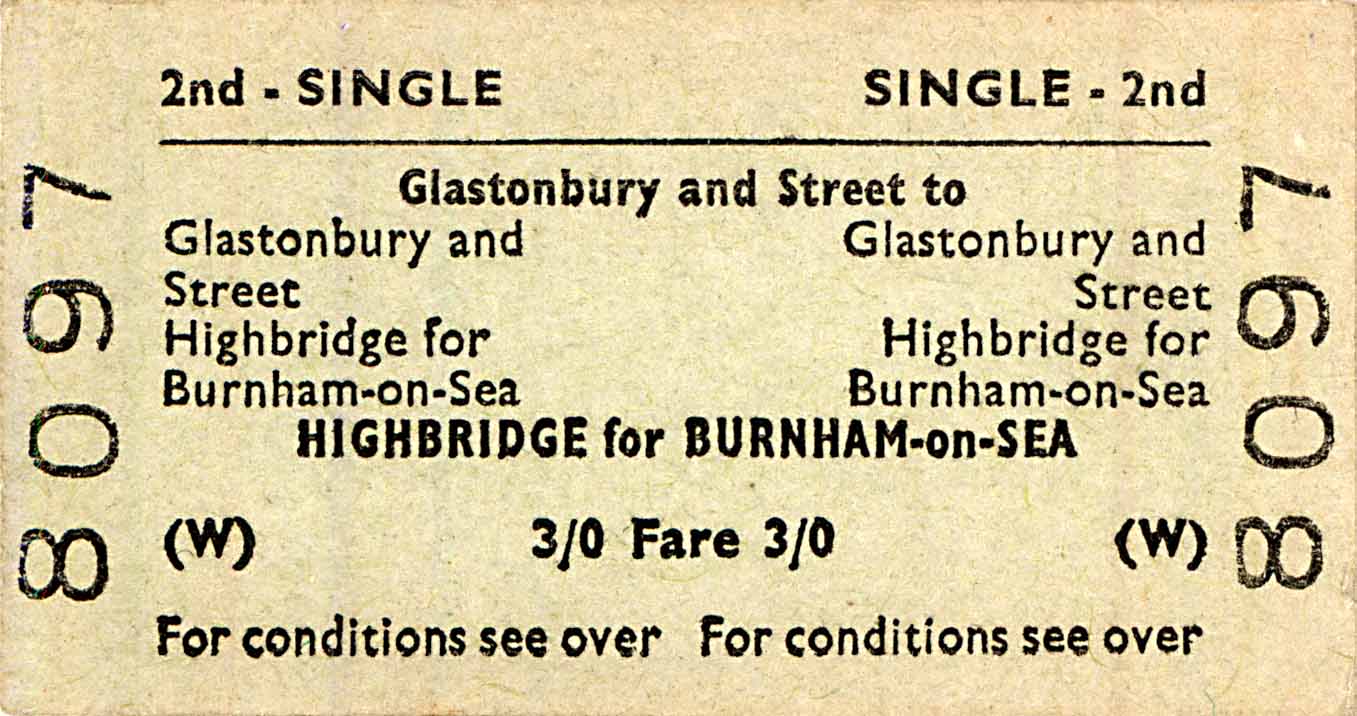 2nd - SINGLE SINGLE - 2nd
Glastonbury and Street to
Glastonbury and Glastonbury and
Street Street
Highbridge for Highbridge for
Burnham-on-Sea Burnham-on-Sea
HIGHBRIDGE for BURNHAM-on-SEA
(W) 3/0 Fare 3/0 (W)
For conditions see over For conditions see over
8097
8097